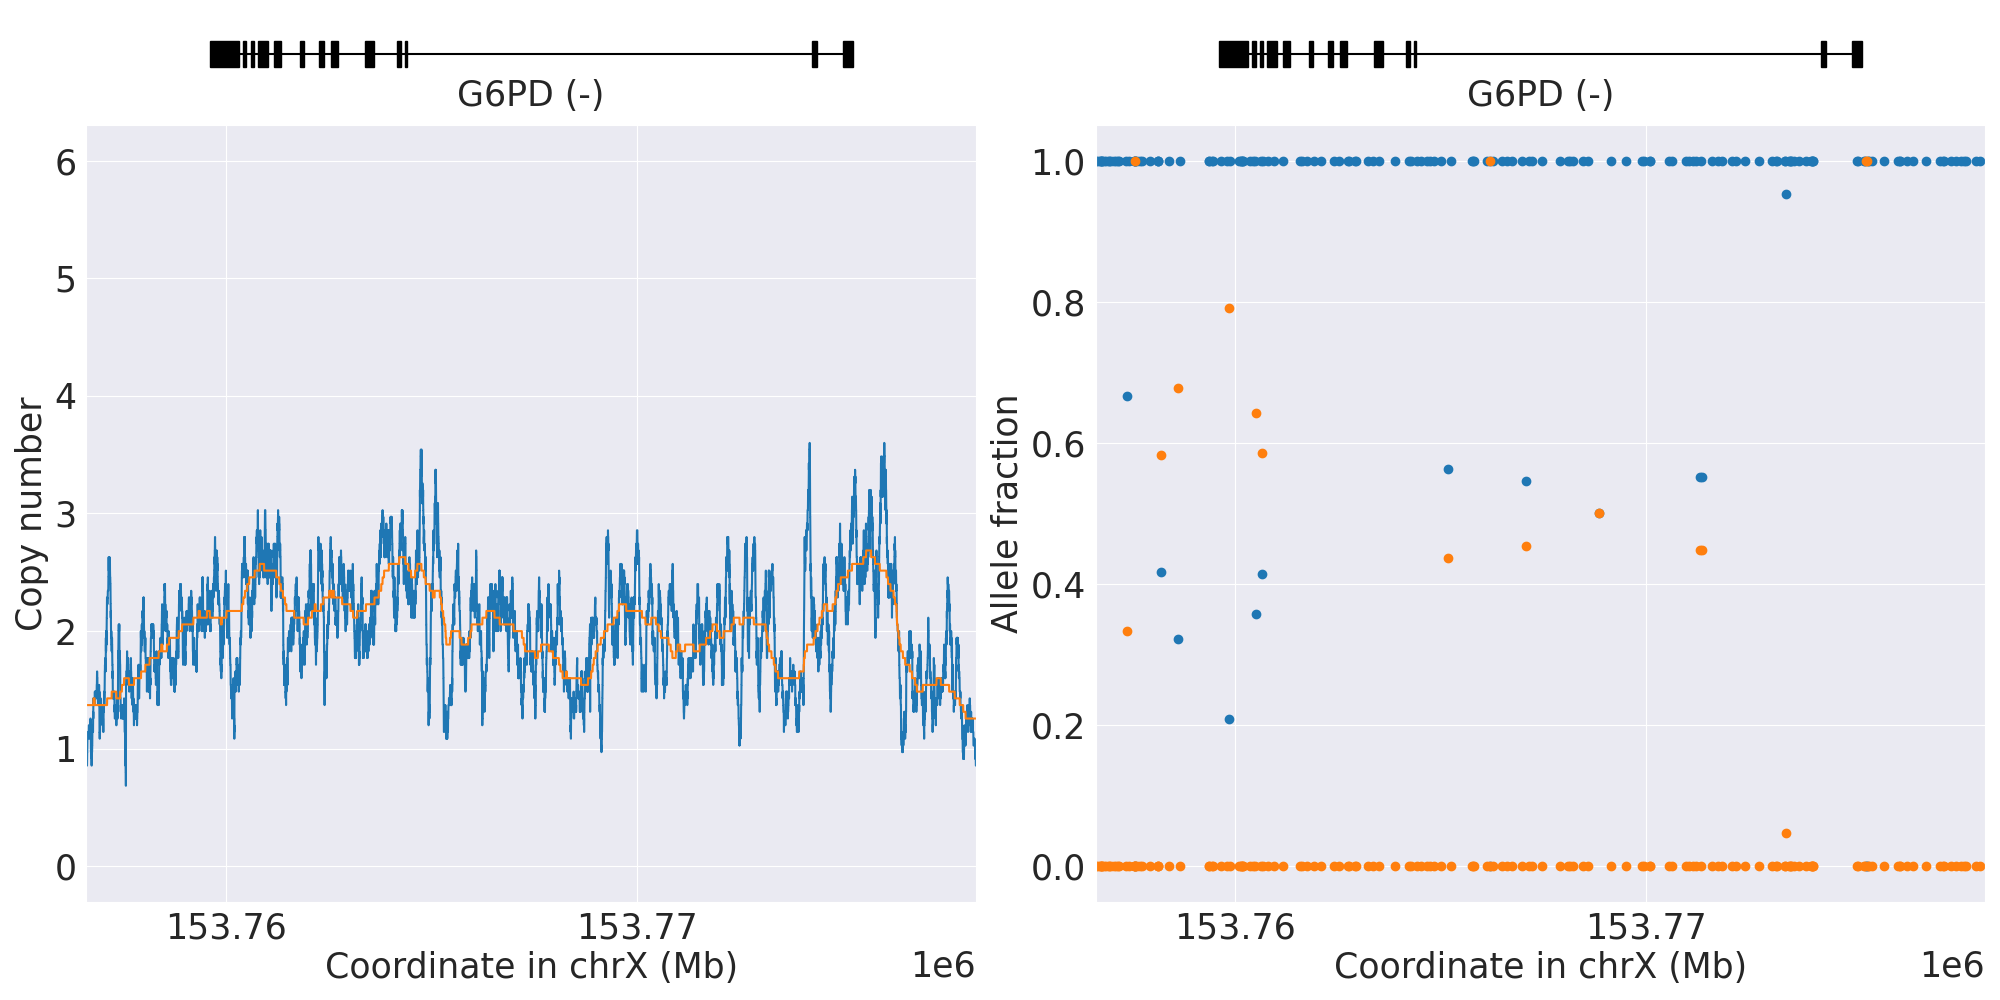 G6PD (-)
6
5
4
3
2
1
0
Copy number
153.76
153.77
Coordinate in chrX (Mb)
1e6
G6PD (-)
1.0
0.8
0.6
0.4
0.2
0.0
Allele fraction
153.76
153.77
Coordinate in chrX (Mb)
1e6